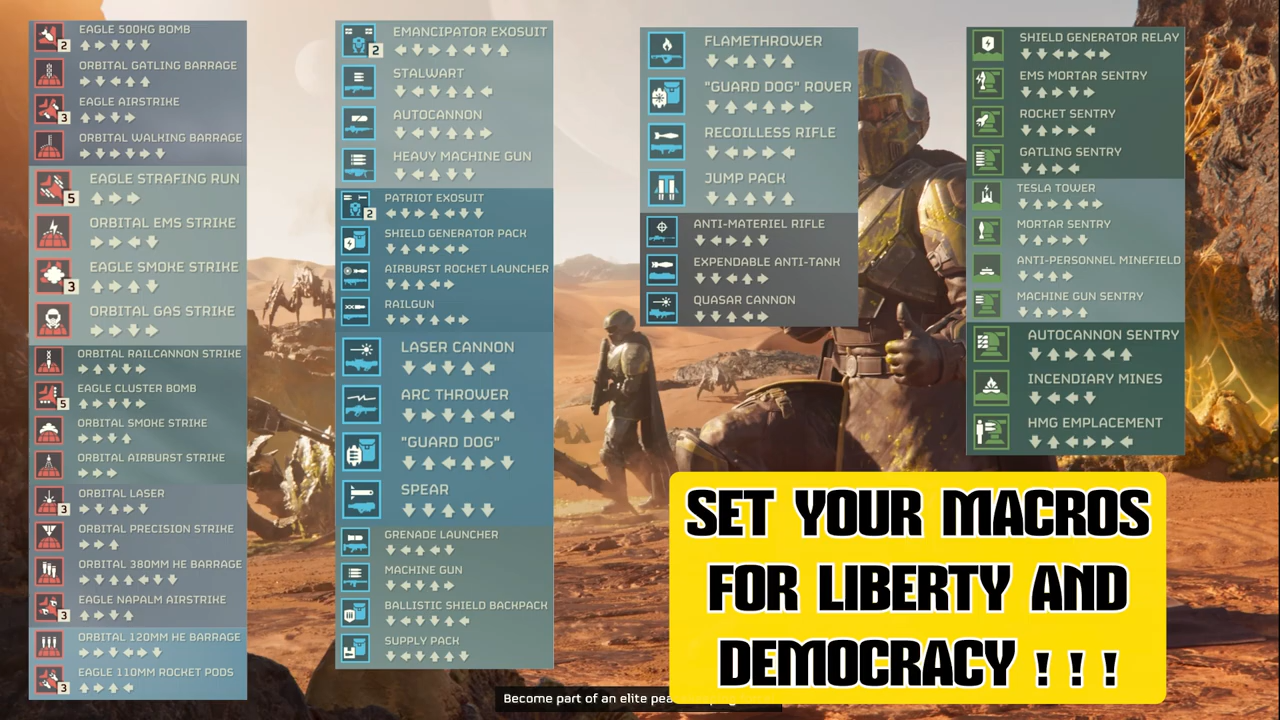 EAGLE 500KG BOMB
2
↑ → ↓ ↓ ↓
ORBITAL GATLING BARRAGE
→ ↓ ← ↑ ↑
EAGLE AIRSTRIKE
3
↑ → ↓ →
ORBITAL WALKING BARRAGE
→ ↓ → ↓ → ↓
EAGLE STRAFING RUN
5
↑ → →
ORBITAL EMS STRIKE
→ → ← ↓
EAGLE SMOKE STRIKE
3
↑ → ↑ ↓
ORBITAL GAS STRIKE
→ → ↓ →
ORBITAL RAILCANNON STRIKE
→ ↑ ↓ ↓ →
EAGLE CLUSTER BOMB
5
↑ → ↓ ↓ →
ORBITAL SMOKE STRIKE
→ → ↓ ↑
ORBITAL AIRBURST STRIKE
→ → →
ORBITAL LASER
3
→ ↓ ↑ → ↓
ORBITAL PRECISION STRIKE
→ → ↑
ORBITAL 380MM HE BARRAGE
→ ↓ ↑ ↑ ← ↓ ↓
EAGLE NAPALM AIRSTRIKE
3
↑ → ↓ ↑
ORBITAL 120MM HE BARRAGE
→ → ↓ ← → ↓
EAGLE 110MM ROCKET PODS
3
↑ → ↑ ←
EMANCIPATOR EXOSUIT
2
← ↓ → ↑ ← ↓ ↑
STALWART
↓ ← ↓ ↑ ↑ ←
AUTOCANNON
↓ ← ↓ ↑ ↑ →
HEAVY MACHINE GUN
↓ ← ↑ ↓ ↓
PATRIOT EXOSUIT
2
← ↓ → ↑ ← ↓ ↓
SHIELD GENERATOR PACK
↓ ↑ ← → ← →
AIRBURST ROCKET LAUNCHER
↓ ↑ ↑ ← →
RAILGUN
↓ → ↓ ↑ ← →
LASER CANNON
↓ ← ↓ ↑ ←
ARC THROWER
↓ → ↓ ↑ ← ←
"GUARD DOG"
↓ ↑ ← ↑ → ↓
SPEAR
↓ ↓ ↑ ↓ ↓
GRENADE LAUNCHER
↓ ← ↑ ← ↓
MACHINE GUN
↓ ← ↓ ↑ →
BALLISTIC SHIELD BACKPACK
↓ ← ↓ ↓ ↑ ←
SUPPLY PACK
↓ ← ↓ ↑ ↑ ↓
FLAMETHROWER
↓ ← ↑ ↓ ↑
"GUARD DOG" ROVER
↓ ↑ ← ↑ → →
RECOILLESS RIFLE
↓ ← → → ←
JUMP PACK
↓ ↑ ↑ ↓ ↑
ANTI-MATERIEL RIFLE
↓ ← → ↑ ↓
EXPENDABLE ANTI-TANK
↓ ↓ ← ↑ →
QUASAR CANNON
↓ ↓ ↑ ← →
SHIELD GENERATOR RELAY
↓ ↓ ← → ← →
EMS MORTAR SENTRY
↓ ↑ → ↓ →
ROCKET SENTRY
↓ ↑ → → ←
GATLING SENTRY
↓ ↑ → ←
TESLA TOWER
↓ ↑ → ↑ ← →
MORTAR SENTRY
↓ ↑ → → ↓
ANTI-PERSONNEL MINEFIELD
↓ ← ↑ →
MACHINE GUN SENTRY
↓ ↑ → → ↑
AUTOCANNON SENTRY
↓ ↑ → ↑ ← ↑
INCENDIARY MINES
↓ ← ← ↓
HMG EMPLACEMENT
↓ ↑ ← → → ←
SET YOUR MACROS
FOR LIBERTY AND
DEMOCRACY ! ! !
Become part of an elite